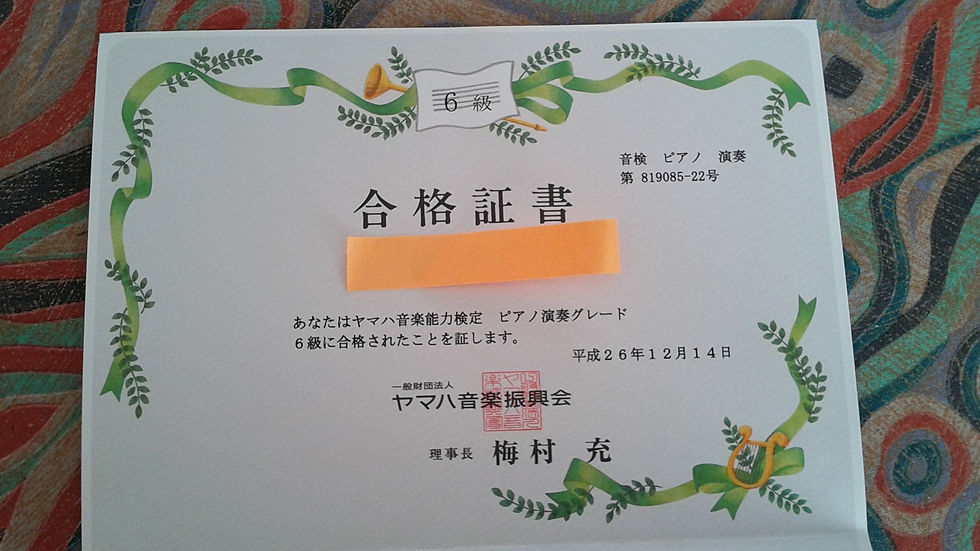 6級
音検 ピアノ 演奏
第 819085-22号
合格証書
あなたはヤマハ音楽能力検定 ピアノ演奏グレード
６級に合格されたことを証します。
平成２６年１２月１４日
一般財団法人
ヤマハ音楽振興会
理事長 梅村 充